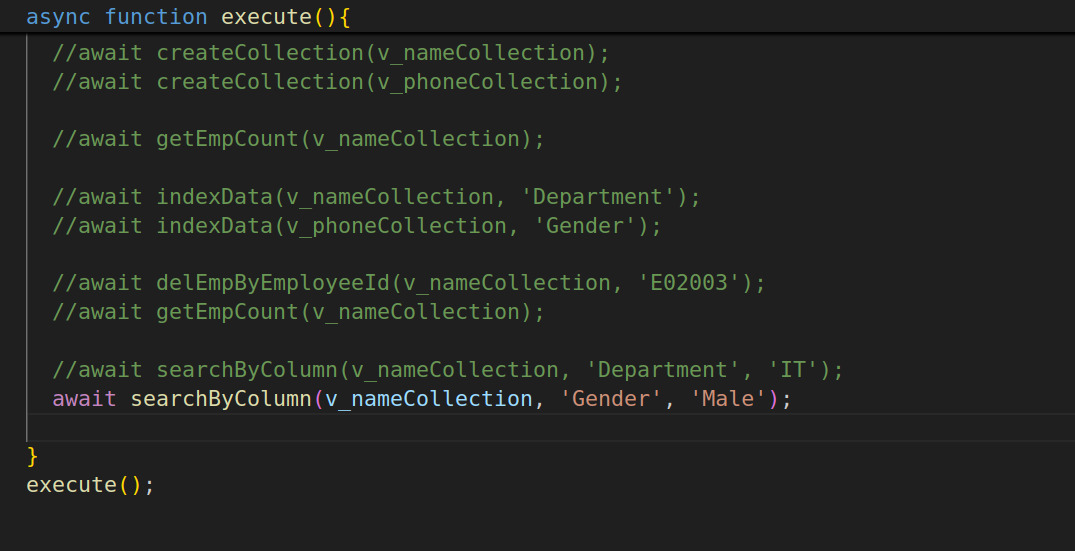 async function execute(){
//await createCollection(v_nameCollection);
//await createCollection(v_phoneCollection);
//await getEmpCount(v_nameCollection);
//await indexData(v_nameCollection, 'Department');
//await indexData(v_phoneCollection, 'Gender');
//await delEmpByEmployeeId(v_nameCollection, 'E02003');
//await getEmpCount(v_nameCollection);
//await searchByColumn(v_nameCollection, 'Department', 'IT');
await searchByColumn(v_nameCollection, 'Gender', 'Male');
}
execute();